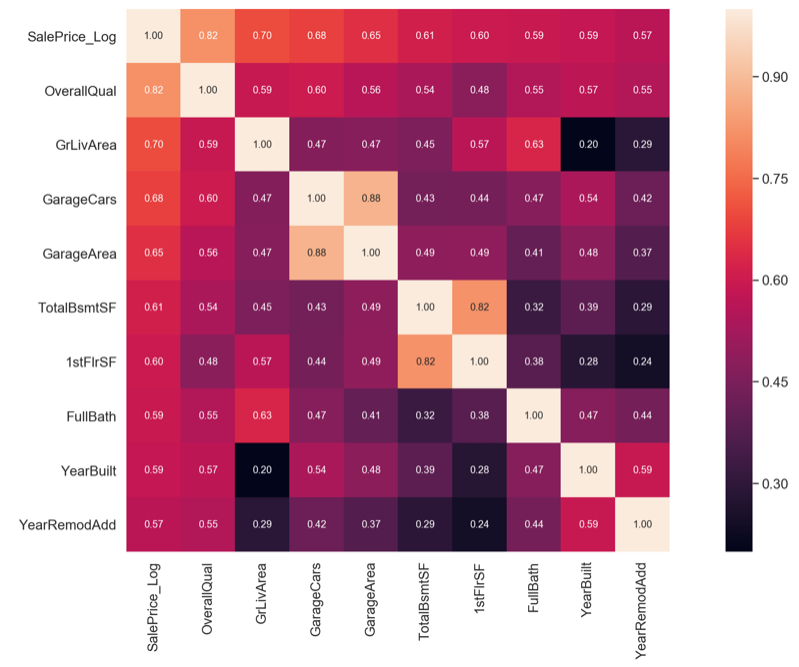 SalePrice_Log 1.00 0.82 0.70 0.68 0.65 0.61 0.60 0.59 0.59 0.57
OverallQual 0.82 1.00 0.59 0.60 0.56 0.54 0.48 0.55 0.57 0.55
GrLivArea 0.70 0.59 1.00 0.47 0.47 0.45 0.57 0.63 0.20 0.29
GarageCars 0.68 0.60 0.47 1.00 0.88 0.43 0.44 0.47 0.54 0.42
GarageArea 0.65 0.56 0.47 0.88 1.00 0.49 0.49 0.41 0.48 0.37
TotalBsmtSF 0.61 0.54 0.45 0.43 0.49 1.00 0.82 0.32 0.39 0.29
1stFlrSF 0.60 0.48 0.57 0.44 0.49 0.82 1.00 0.38 0.28 0.24
FullBath 0.59 0.55 0.63 0.47 0.41 0.32 0.38 1.00 0.47 0.44
YearBuilt 0.59 0.57 0.20 0.54 0.48 0.39 0.28 0.47 1.00 0.59
YearRemodAdd 0.57 0.55 0.29 0.42 0.37 0.29 0.24 0.44 0.59 1.00
SalePrice_Log
OverallQual
GrLivArea
GarageCars
GarageArea
TotalBsmtSF
1stFlrSF
FullBath
YearBuilt
YearRemodAdd
0.90
0.75
0.60
0.45
0.30